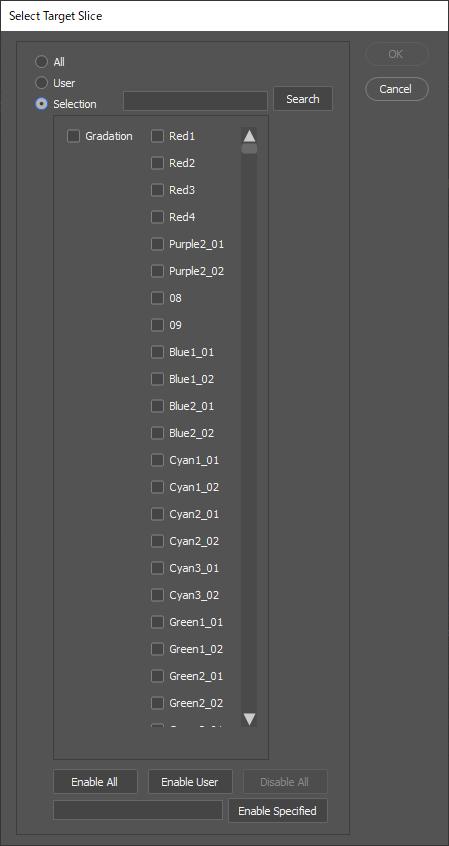 Select Target Slice
All
OK
User
Cancel
Selection
Search
Gradation
Red1
Red2
Red3
Red4
Purple2_01
Purple2_02
08
09
Blue1_01
Blue1_02
Blue2_01
Blue2_02
Cyan1_01
Cyan1_02
Cyan2_01
Cyan2_02
Cyan3_01
Cyan3_02
Green1_01
Green1_02
Green2_01
Green2_02
Enable All
Enable User
Disable All
Enable Specified